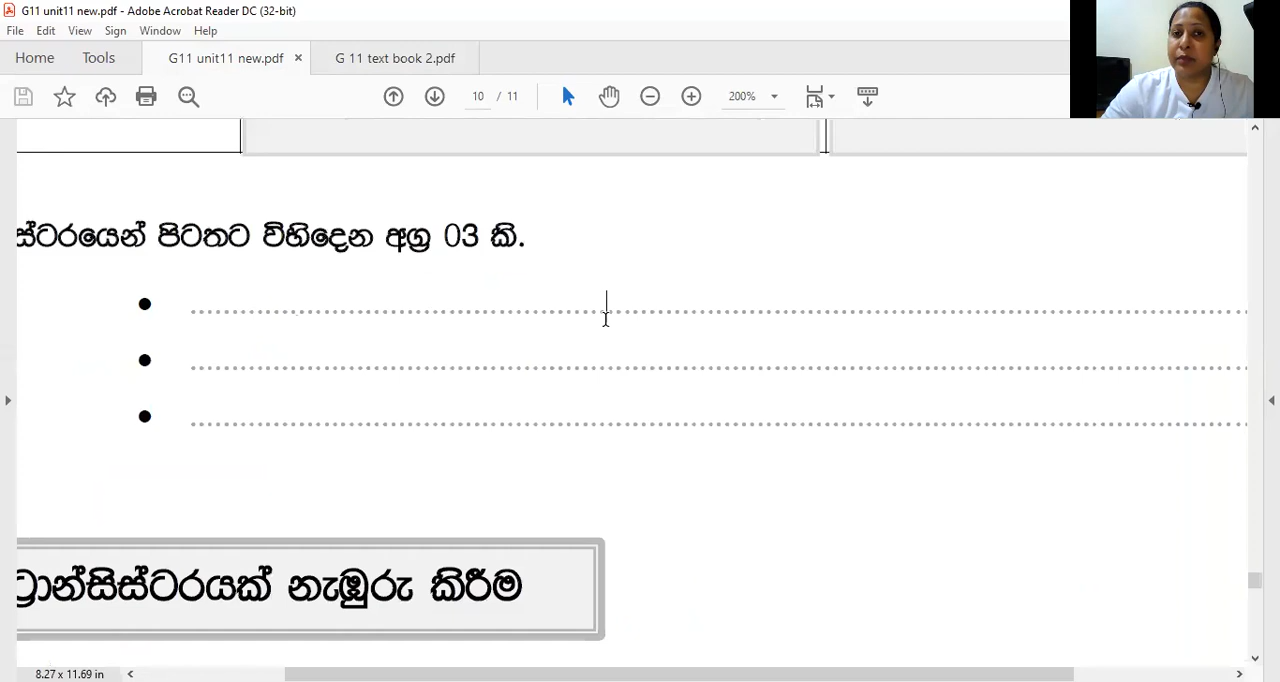 G11 unit11 new.pdf - Adobe Acrobat Reader DC (32-bit)
File Edit View Sign Window Help
Home Tools G11 unit11 new.pdf × G 11 text book 2.pdf
10 / 11 200%
ස්ටරයෙන් පිටතට විහිදෙන අග්‍ර 03 කි.
• ........................................
• ........................................
• ........................................
ට්‍රාන්සිස්ටරයක් නැඹුරු කිරීම
8.27 x 11.69 in